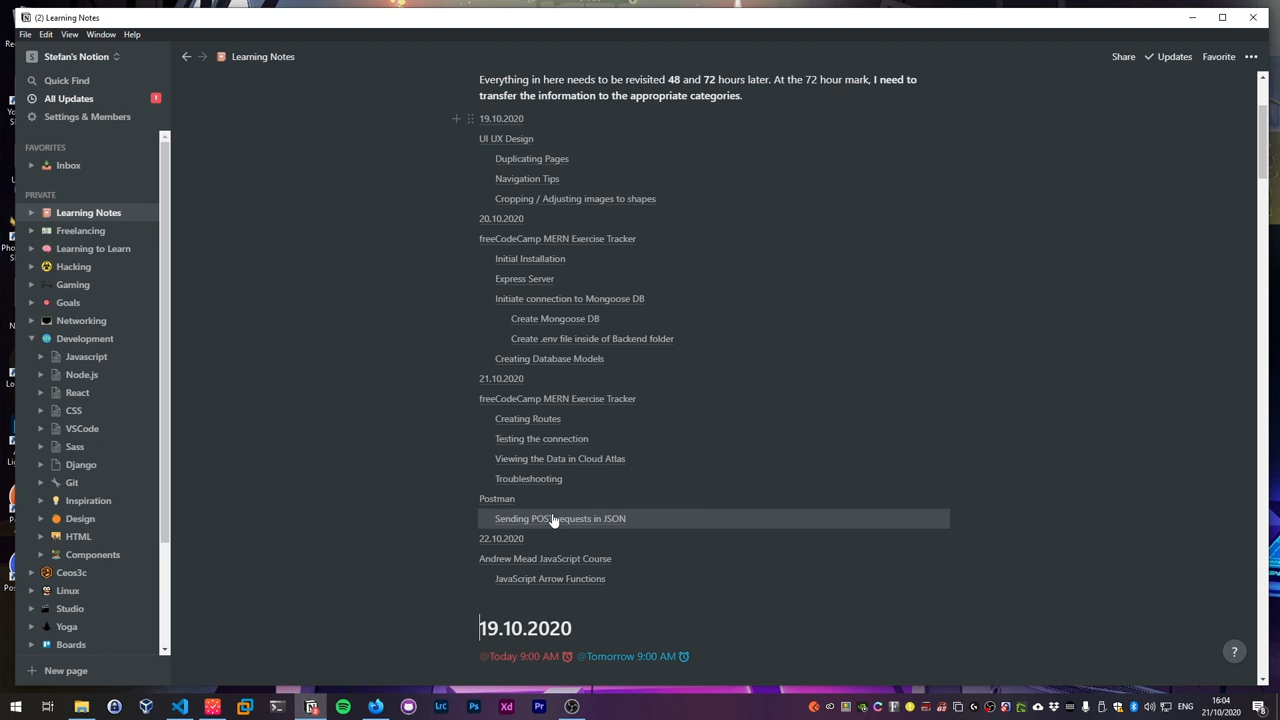 (2) Learning Notes
File Edit View Window Help
S Stefan's Notion
Learning Notes
Share Updates Favorite
Quick Find
All Updates 1
Settings & Members
FAVORITES
Inbox
PRIVATE
Learning Notes
Freelancing
Learning to Learn
Hacking
Gaming
Goals
Networking
Development
Javascript
Node.js
React
CSS
VSCode
Sass
Django
Git
Inspiration
Design
HTML
Components
Ceos3c
Linux
Studio
Yoga
Boards
New page
Everything in here needs to be revisited 48 and 72 hours later. At the 72 hour mark, I need to
transfer the information to the appropriate categories.
19.10.2020
UI UX Design
Duplicating Pages
Navigation Tips
Cropping / Adjusting images to shapes
20.10.2020
freeCodeCamp MERN Exercise Tracker
Initial Installation
Express Server
Initiate connection to Mongoose DB
Create Mongoose DB
Create .env file inside of Backend folder
Creating Database Models
21.10.2020
freeCodeCamp MERN Exercise Tracker
Creating Routes
Testing the connection
Viewing the Data in Cloud Atlas
Troubleshooting
Postman
Sending POST requests in JSON
22.10.2020
Andrew Mead JavaScript Course
JavaScript Arrow Functions
19.10.2020
@Today 9:00 AM @Tomorrow 9:00 AM
?
Lrc Ps Xd Pr
ENG
16:04
21/10/2020